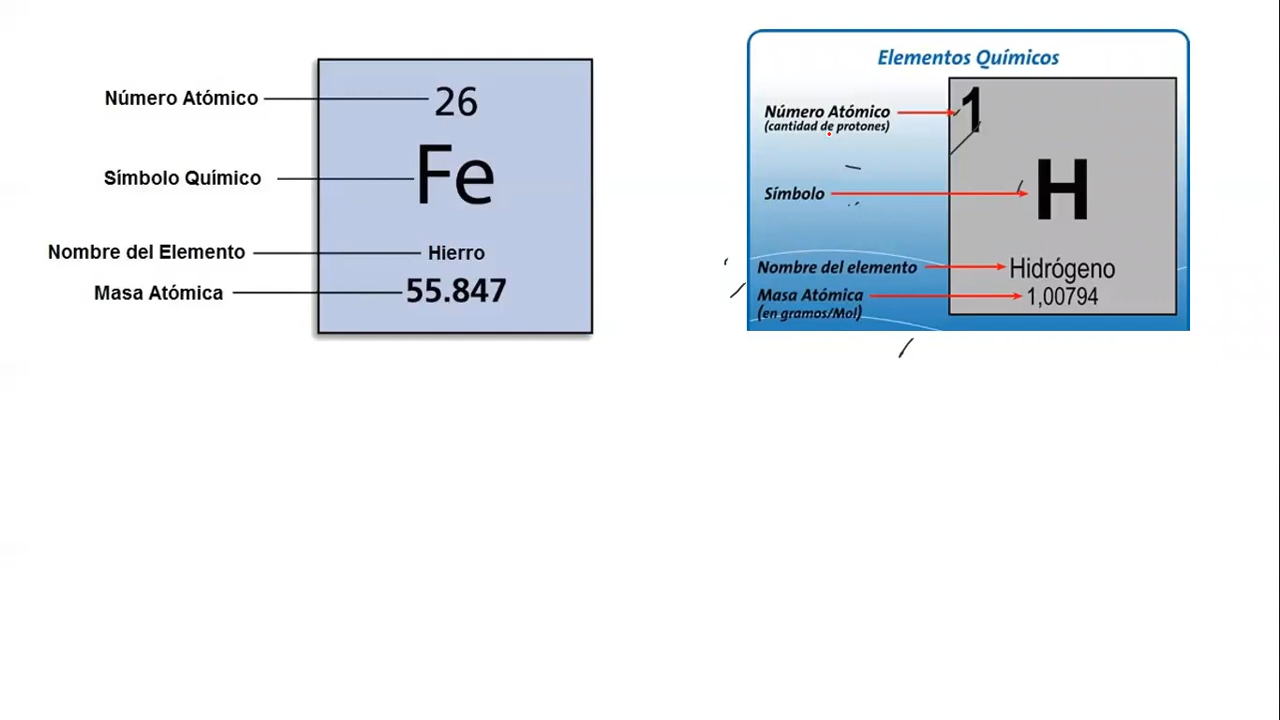 Número Atómico
26
Símbolo Químico
Fe
Nombre del Elemento
Hierro
Masa Atómica
55.847
Elementos Químicos
Número Atómico
(cantidad de protones)
1
Símbolo
H
Nombre del elemento
Hidrógeno
Masa Atómica
(en gramos/Mol)
1,00794